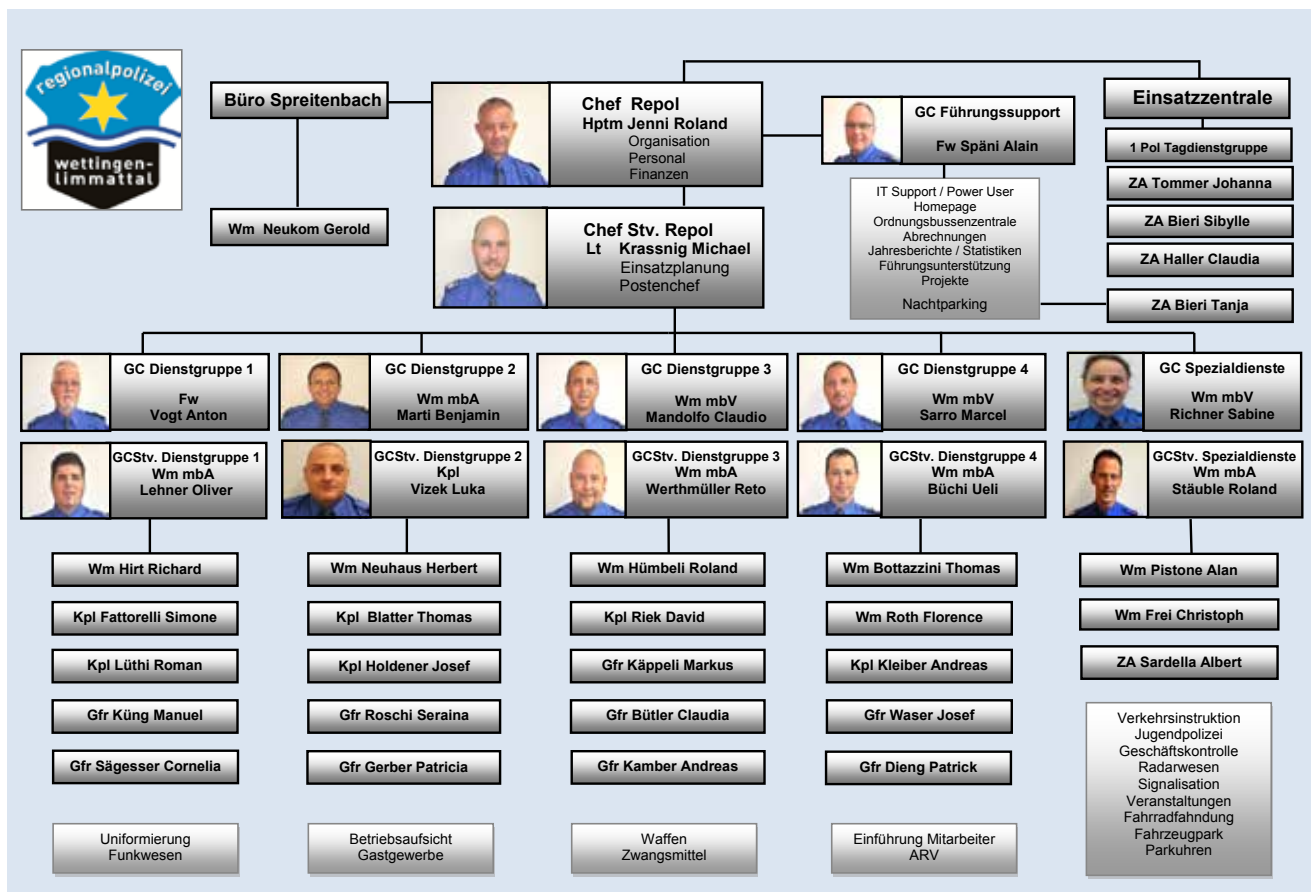 regionalpolizei
wettingen-
limmattal
Büro Spreitenbach
Wm Neukom Gerold
Chef Repol
Hptm Jenni Roland
Organisation
Personal
Finanzen
Chef Stv. Repol
Lt Krassnig Michael
Einsatzplanung
Postenchef
GC Führungssupport
Fw Späni Alain
IT Support / Power User
Homepage
Ordnungsbussenzentrale
Abrechnungen
Jahresberichte / Statistiken
Führungsunterstützung
Projekte
Nachtparking
Einsatzzentrale
1 Pol Tagdienstgruppe
ZA Tommer Johanna
ZA Bieri Sibylle
ZA Haller Claudia
ZA Bieri Tanja
GC Dienstgruppe 1
Fw
Vogt Anton
GCStv. Dienstgruppe 1
Wm mbA
Lehner Oliver
Wm Hirt Richard
Kpl Fattorelli Simone
Kpl Lüthi Roman
Gfr Küng Manuel
Gfr Sägesser Cornelia
Uniformierung
Funkwesen
GC Dienstgruppe 2
Wm mbA
Marti Benjamin
GCStv. Dienstgruppe 2
Kpl
Vizek Luka
Wm Neuhaus Herbert
Kpl Blatter Thomas
Kpl Holdener Josef
Gfr Roschi Seraina
Gfr Gerber Patricia
Betriebsaufsicht
Gastgewerbe
GC Dienstgruppe 3
Wm mbV
Mandolfo Claudio
GCStv. Dienstgruppe 3
Wm mbA
Werthmüller Reto
Wm Hümbeli Roland
Kpl Riek David
Gfr Käppeli Markus
Gfr Bütler Claudia
Gfr Kamber Andreas
Waffen
Zwangsmittel
GC Dienstgruppe 4
Wm mbV
Sarro Marcel
GCStv. Dienstgruppe 4
Wm mbA
Büchi Ueli
Wm Bottazzini Thomas
Wm Roth Florence
Kpl Kleiber Andreas
Gfr Waser Josef
Gfr Dieng Patrick
Einführung Mitarbeiter
ARV
GC Spezialdienste
Wm mbV
Richner Sabine
GCStv. Spezialdienste
Wm mbA
Stäuble Roland
Wm Pistone Alan
Wm Frei Christoph
ZA Sardella Albert
Verkehrsinstruktion
Jugendpolizei
Geschäftskontrolle
Radarwesen
Signalisation
Veranstaltungen
Fahrradfahndung
Fahrzeugpark
Parkuhren